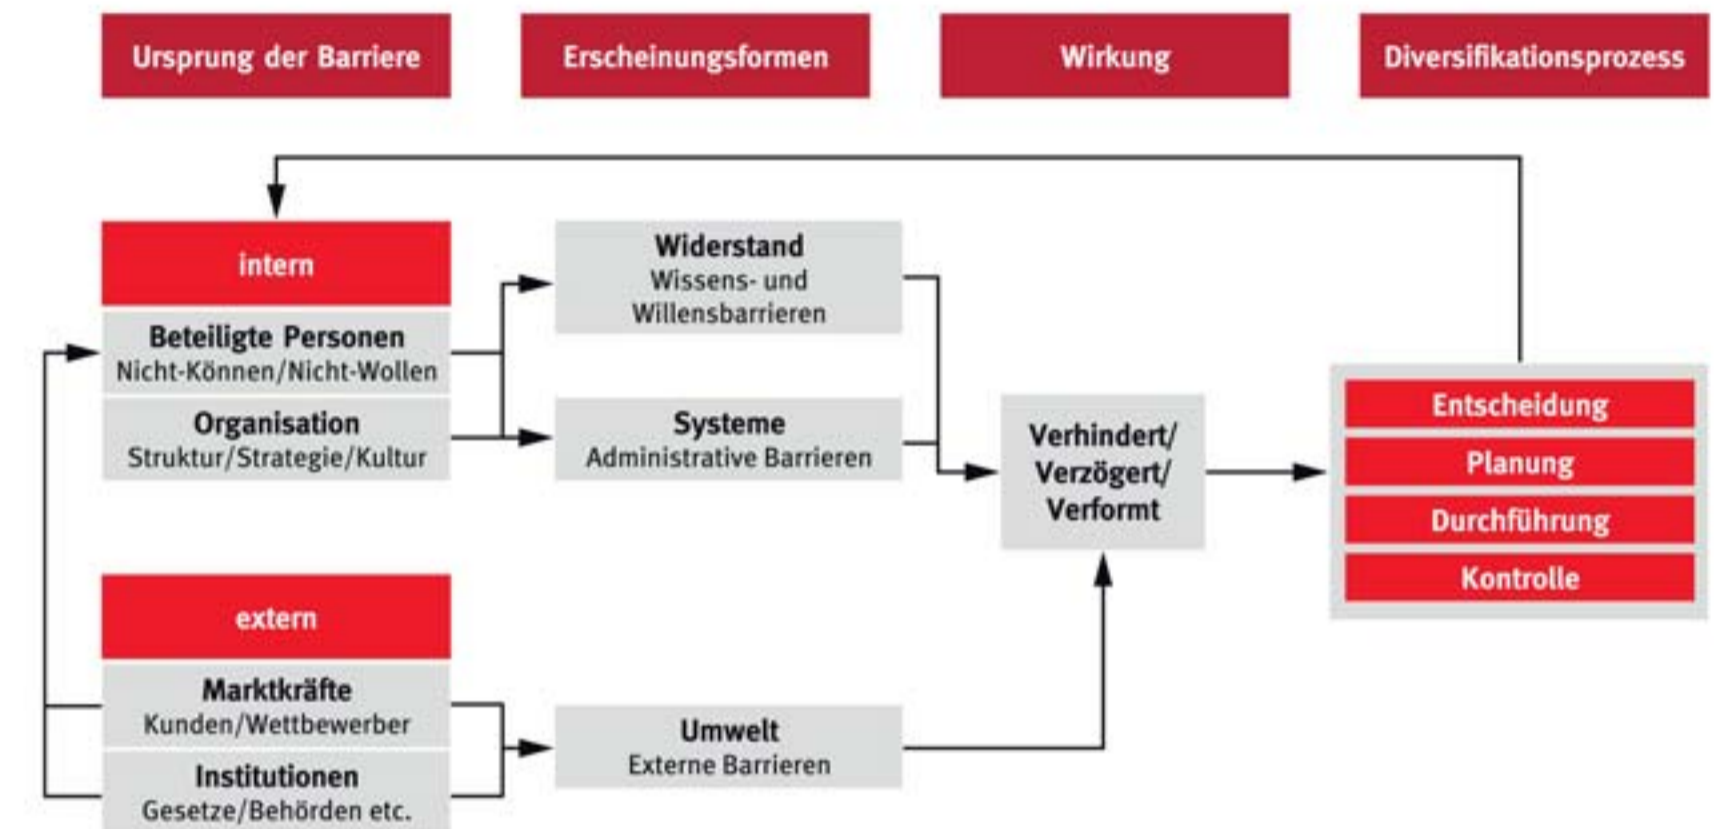 Ursprung der Barriere
Erscheinungsformen
Wirkung
Diversifikationsprozess
intern
Beteiligte Personen
Nicht-Können/Nicht-Wollen
Organisation
Struktur/Strategie/Kultur
extern
Marktkräfte
Kunden/Wettbewerber
Institutionen
Gesetze/Behörden etc.
Widerstand
Wissens- und
Willensbarrieren
Systeme
Administrative Barrieren
Umwelt
Externe Barrieren
Verhindert/
Verzögert/
Verformt
Entscheidung
Planung
Durchführung
Kontrolle